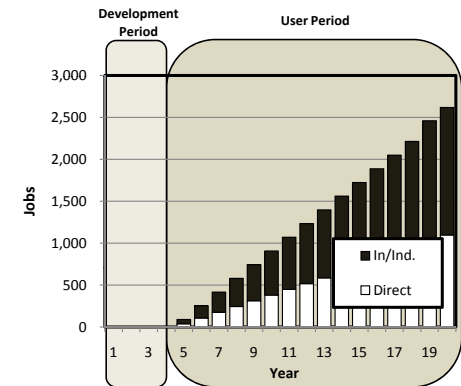 Development
Period
User Period
3,000
2,500
2,000
1,500
1,000
500
0
Jobs
In/Ind.
Direct
1 3 5 7 9 11 13 15 17 19
Year